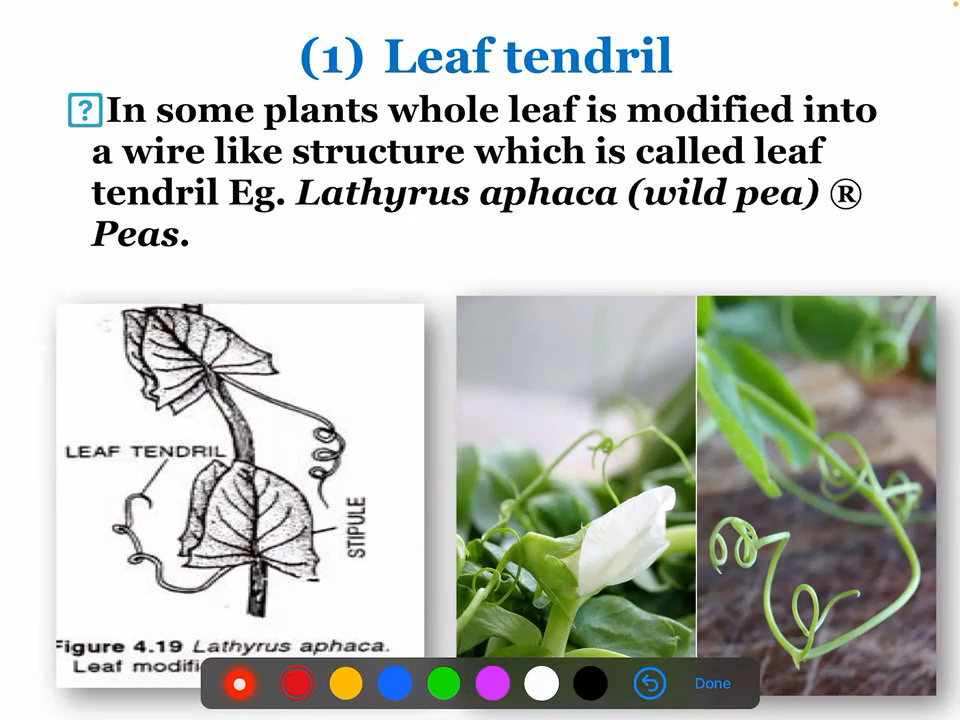 (1) Leaf tendril
In some plants whole leaf is modified into
a wire like structure which is called leaf
tendril Eg. Lathyrus aphaca (wild pea) ®
Peas.
LEAF TENDRIL
STIPULE
Figure 4.19 Lathyrus aphaca.
Leaf modifi
Done